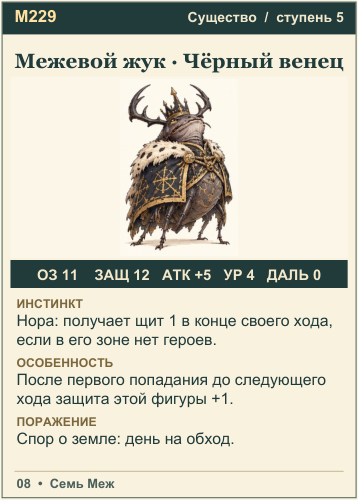 M229
Существо / ступень 5
Межевой жук · Чёрный венец
ОЗ 11 ЗАЩ 12 АТК +5 УР 4 ДАЛЬ 0
ИНСТИНКТ
Нора: получает щит 1 в конце своего хода,
если в его зоне нет героев.
ОСОБЕННОСТЬ
После первого попадания до следующего
хода защита этой фигуры +1.
ПОРАЖЕНИЕ
Спор о земле: день на обход.
08 • Семь Меж